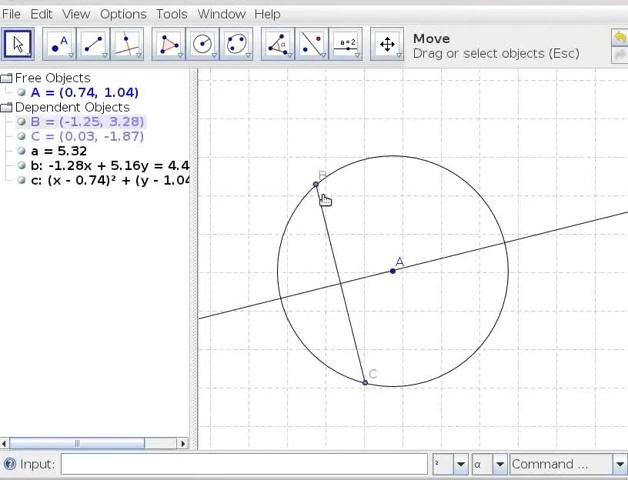 File Edit View Options Tools Window Help
A a=2 Move
Drag or select objects (Esc)
Free Objects
A = (0.74, 1.04)
Dependent Objects
B = (-1.25, 3.28)
C = (0.03, -1.87)
a = 5.32
b: -1.28x + 5.16y = 4.4
c: (x - 0.74)² + (y - 1.04
B
A
C
Input: ² α Command ...